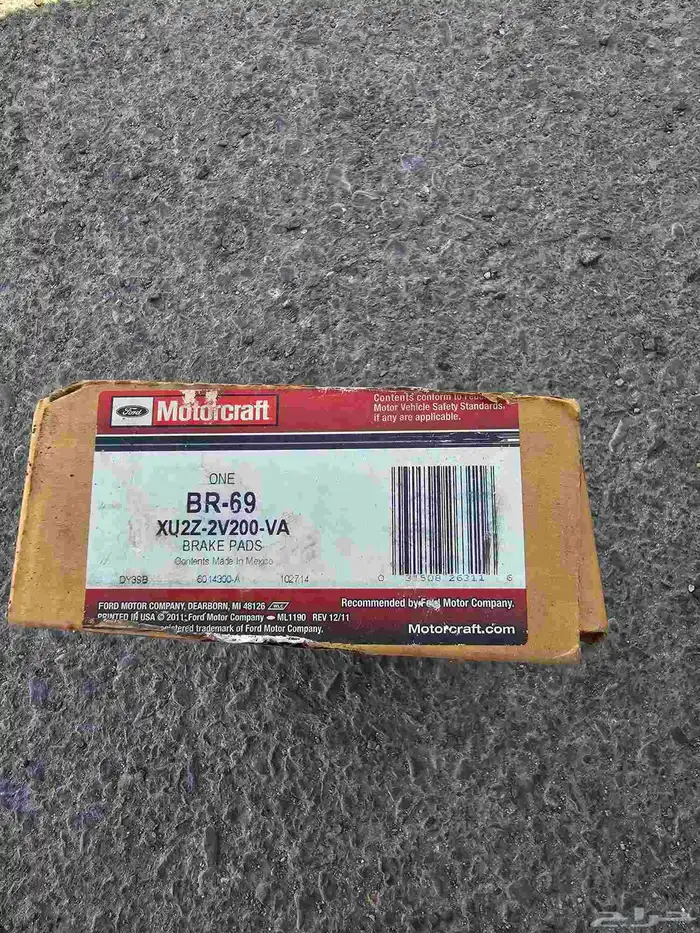 Ford Motorcraft
Contents conform to
Motor Vehicle Safety Standards,
if any are applicable.
ONE
BR-69
XU2Z-2V200-VA
BRAKE PADS
Contents Made In Mexico
6014300-A 102714
0 31508 26311 6
FORD MOTOR COMPANY, DEARBORN, MI 48126
Recommended by Ford Motor Company.
PRINTED IN USA © 2011, Ford Motor Company ML1190 REV 12/11
registered trademark of Ford Motor Company.
Motorcraft.com
حراج